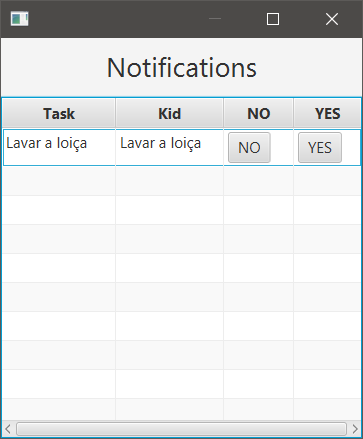 Notifications
Task Kid NO YES
Lavar a loiça Lavar a loiça NO YES